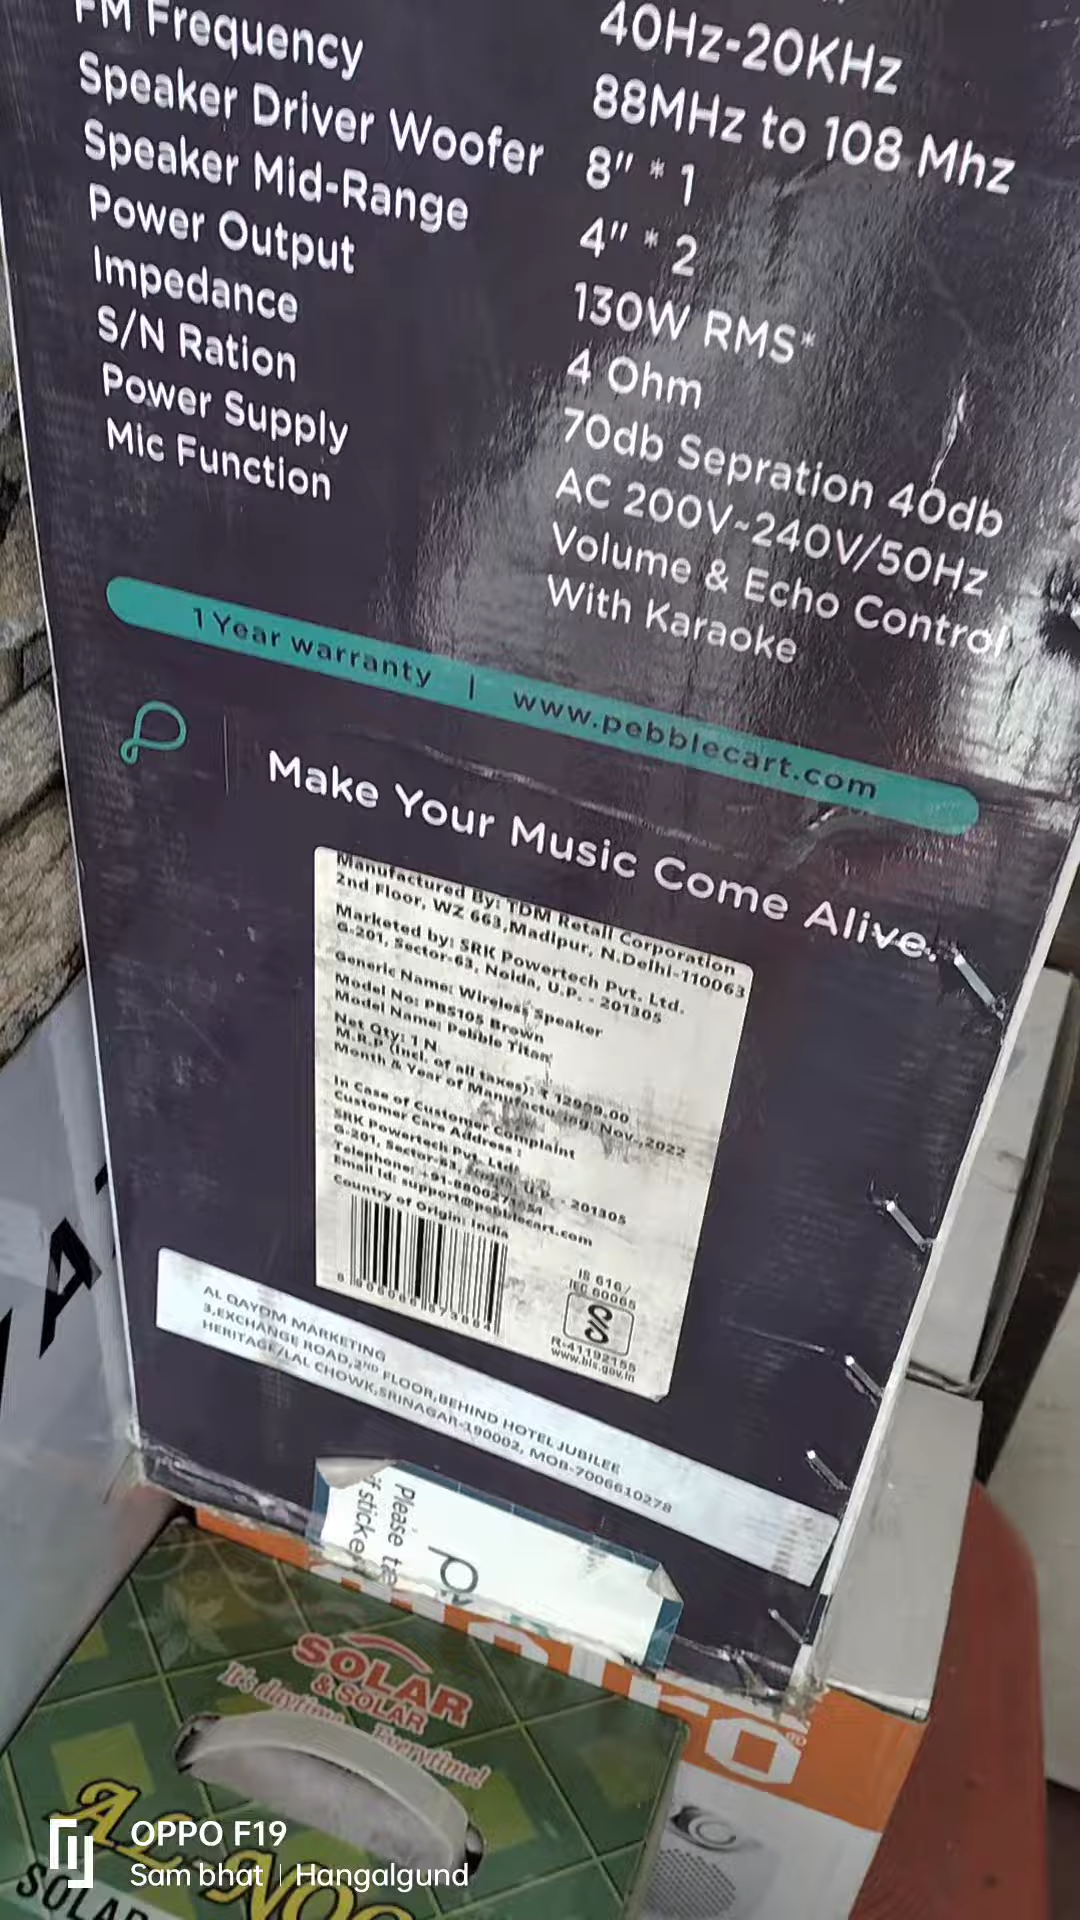 FM Frequency
Speaker Driver Woofer
Speaker Mid-Range
Power Output
Impedance
S/N Ration
Power Supply
Mic Function
40Hz-20KHz
88MHz to 108 Mhz
8" * 1
4" * 2
130W RMS*
4 Ohm
70db Sepration 40db
AC 200V~240V/50Hz
Volume & Echo Control
With Karaoke
1 Year warranty | www.pebblecart.com
Make Your Music Come Alive.
Manufactured By: TDM Retail Corporation
2nd Floor, WZ 663,Madipur, N.Delhi-110063
Marketed by: SRK Powertech Pvt. Ltd.
G-201, Sector-63, Noida, U.P. - 201305
Generic Name: Wireless Speaker
Model No: PBS105 Brown
Model Name: Pebble Titan
Net Qty: 1 N
M.R.P (Incl. of all taxes): ₹ 12999.00
Month & Year of Manufacturing: Nov., 2022
In Case of Customer Complaint
Customer Care Address :
SRK Powertech Pvt. Ltd.
G-201, Sector-63, U.P. - 201305
Telephone:
Email Id: support@pebblecart.com
Country of Origin: India
IS 616/
IEC 60065
R-41192155
www.bis.gov.in
AL QAYOM MARKETING
3,EXCHANGE ROAD,2ND FLOOR,BEHIND HOTEL JUBILEE
HERITAGE/LAL CHOWK,SRINAGAR-190002, MOB-7006610278
Please
if
SOLAR
& SOLAR
It's daytime Everytime!
AL-NOO
SOLAR
OPPO F19
Sam bhat | Hangalgund